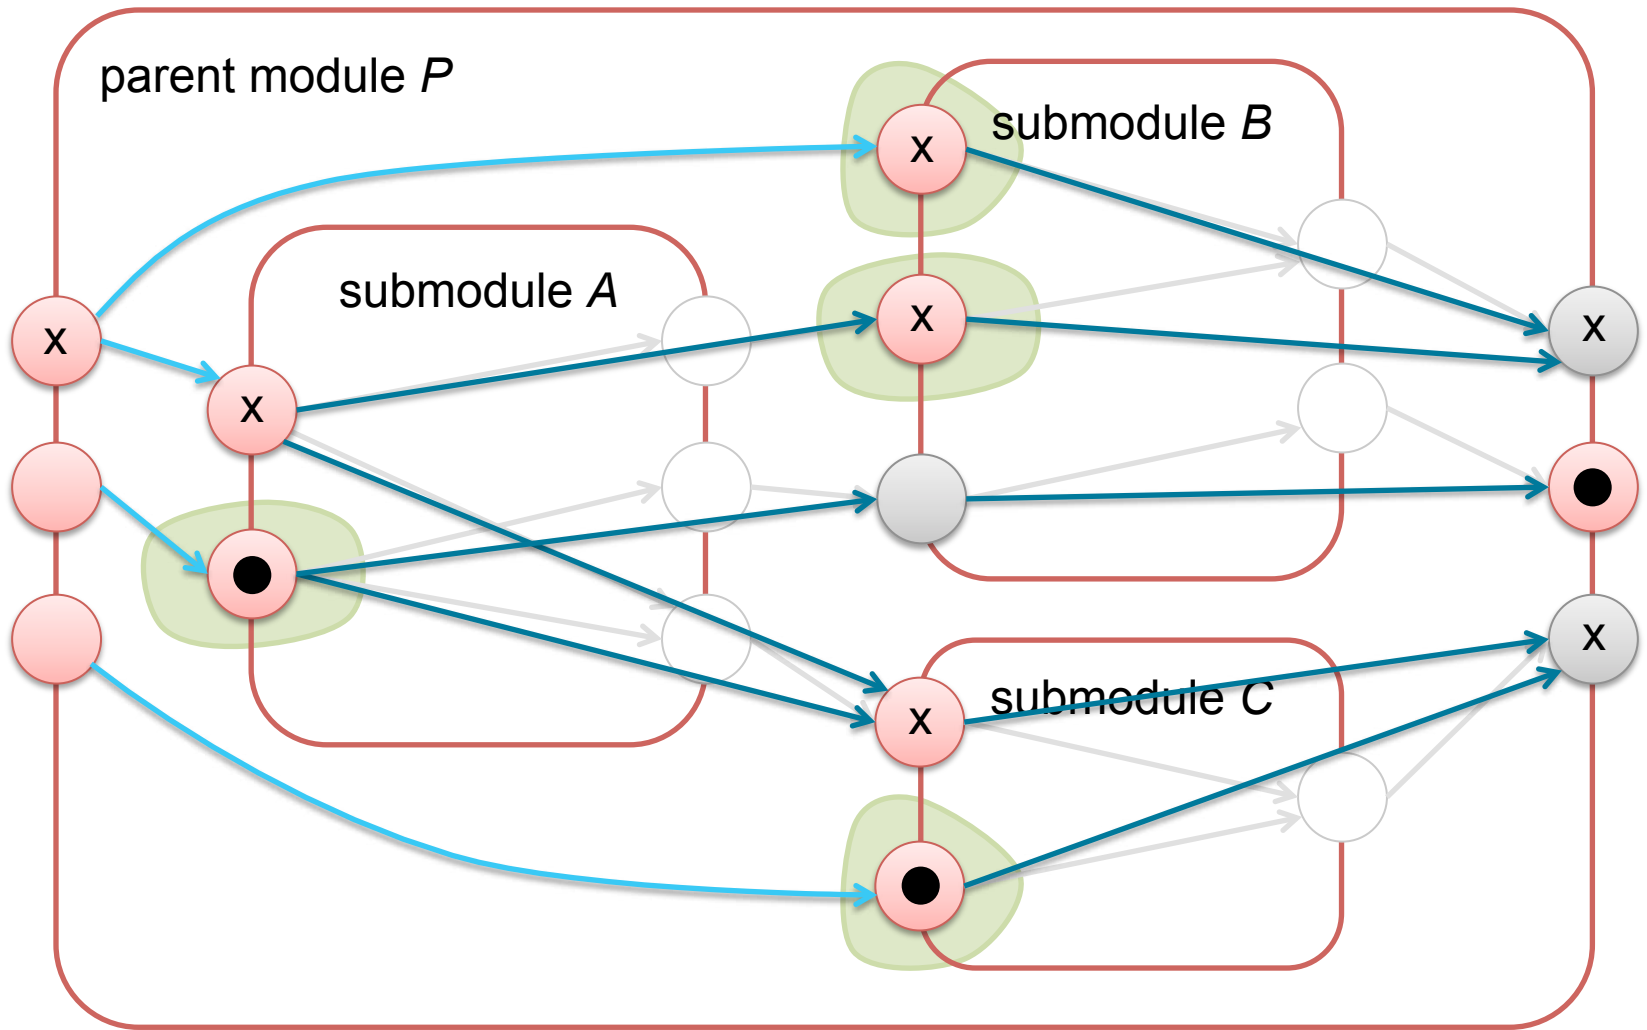 parent module P
submodule B
x
submodule A
x
x
x
x
submodule C
x
x